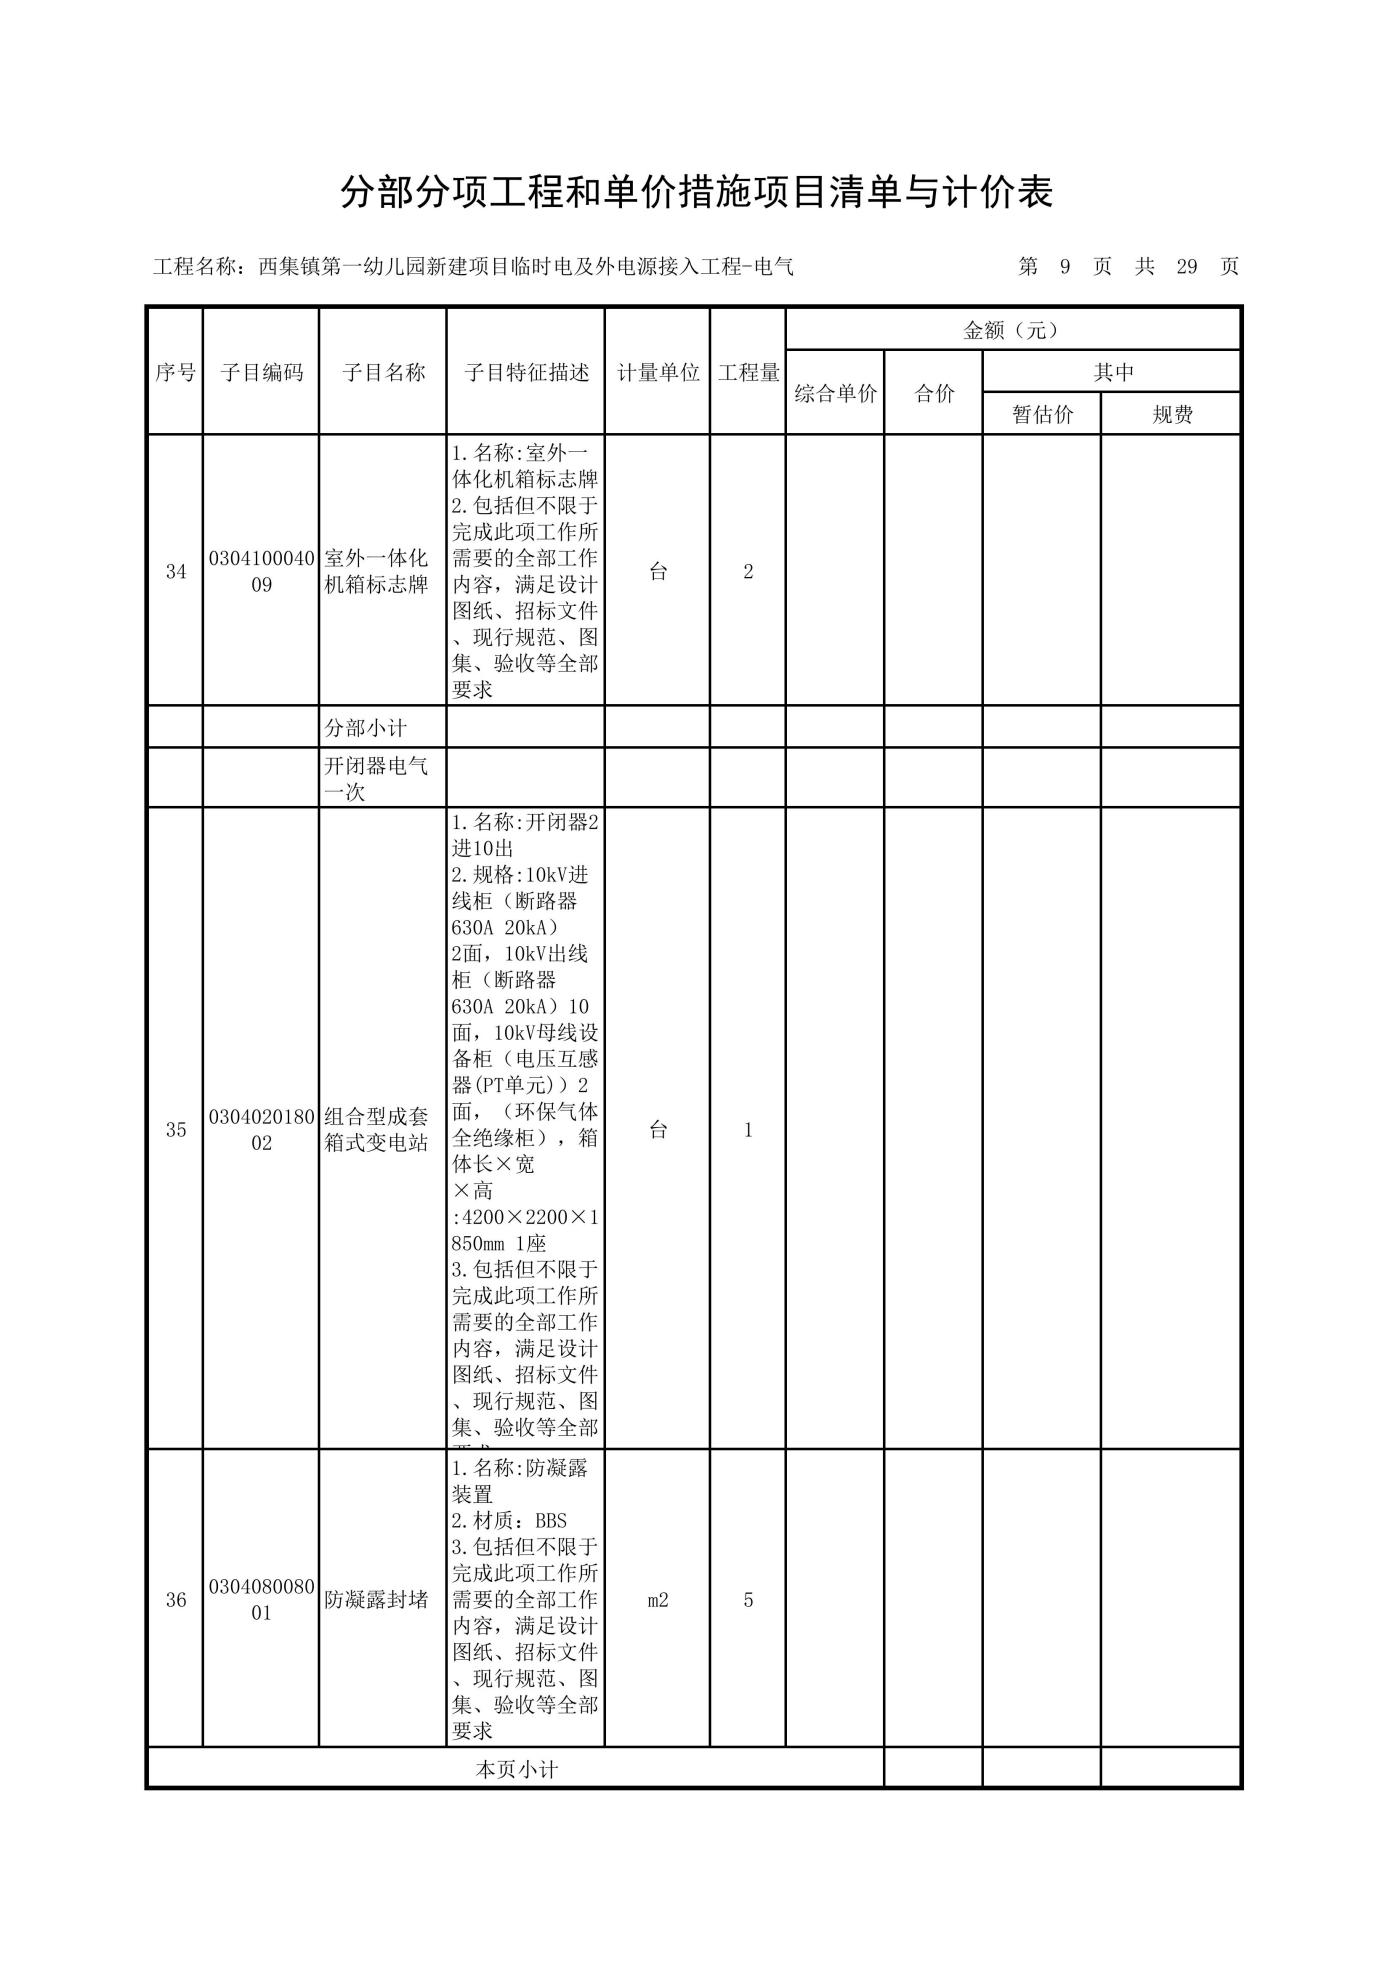 分部分项工程和单价措施项目清单与计价表
工程名称：西集镇第一幼儿园新建项目临时电及外电源接入工程-电气
第 9 页 共 29 页
序号
子目编码
子目名称
子目特征描述
计量单位
工程量
金额（元）
综合单价
合价
其中
暂估价
规费
34
0304100040
09
室外一体化
机箱标志牌
1.名称:室外一
体化机箱标志牌
2.包括但不限于
完成此项工作所
需要的全部工作
内容，满足设计
图纸、招标文件
、现行规范、图
集、验收等全部
要求
台
2
分部小计
开闭器电气
一次
35
0304020180
02
组合型成套
箱式变电站
1.名称:开闭器2
进10出
2.规格:10kV进
线柜（断路器
630A 20kA）
2面，10kV出线
柜（断路器
630A 20kA）10
面，10kV母线设
备柜（电压互感
器(PT单元)）2
面，（环保气体
全绝缘柜），箱
体长×宽
×高
:4200×2200×1
850mm 1座
3.包括但不限于
完成此项工作所
需要的全部工作
内容，满足设计
图纸、招标文件
、现行规范、图
集、验收等全部
台
1
36
0304080080
01
防凝露封堵
1.名称:防凝露
装置
2.材质：BBS
3.包括但不限于
完成此项工作所
需要的全部工作
内容，满足设计
图纸、招标文件
、现行规范、图
集、验收等全部
要求
m2
5
本页小计